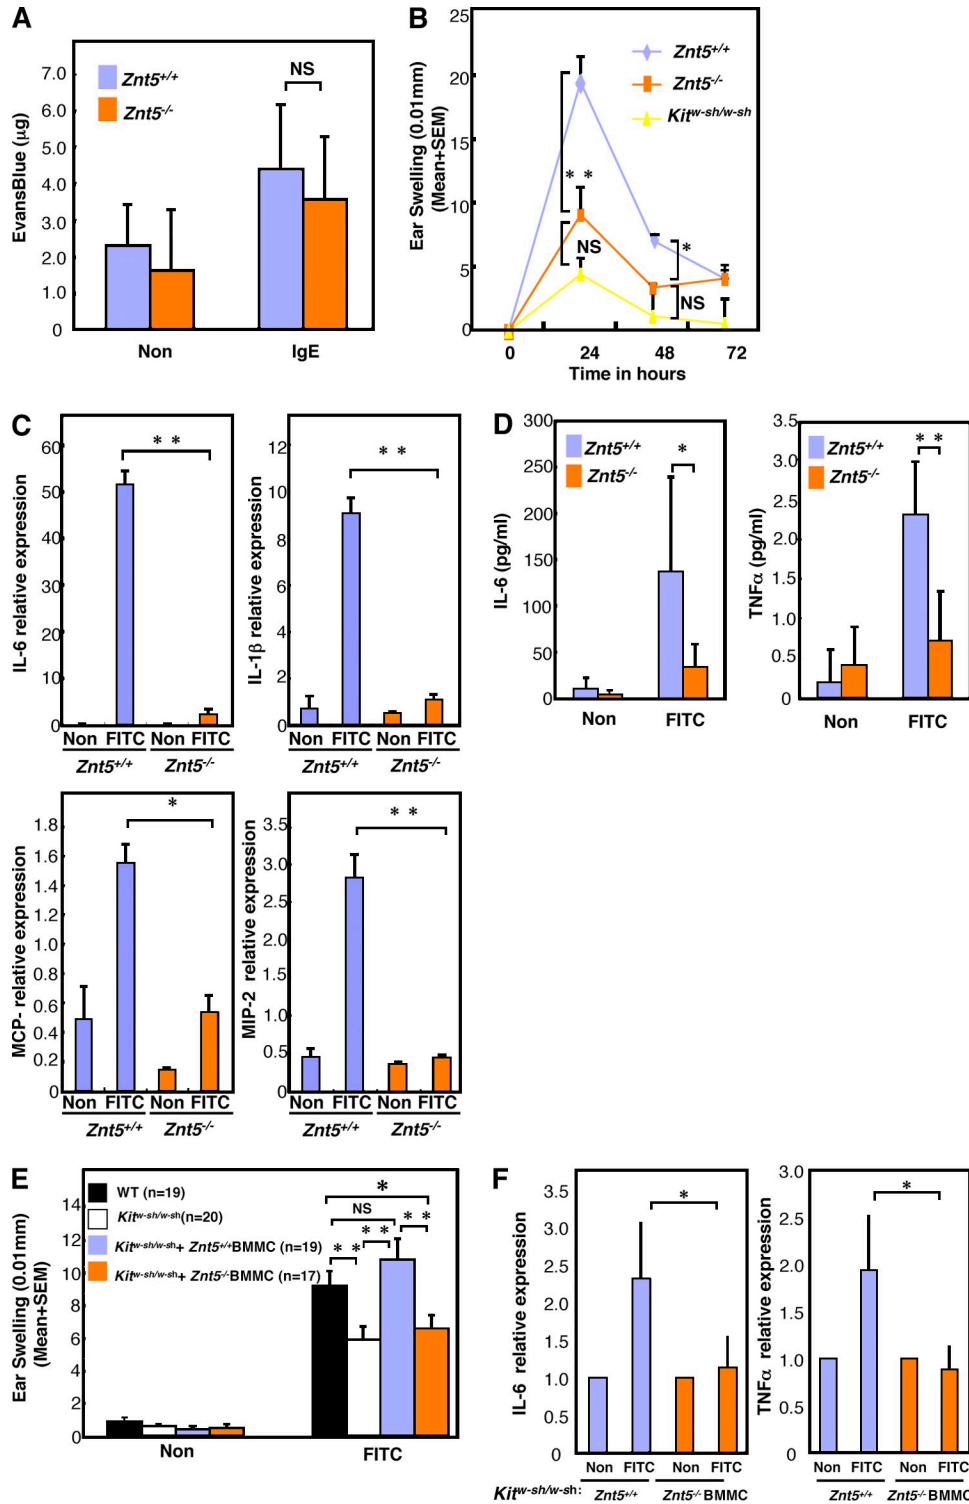 A
EvansBlue (µg)
7.0
6.0
5.0
4.0
3.0
2.0
1.0
0
Znt5+/+
Znt5-/-
NS
Non IgE
B
Ear Swelling (0.01mm)
(Mean+SEM)
25
20
15
10
5
0
Znt5+/+
Znt5-/-
Kitw-sh/w-sh
* *
NS
*
NS
0 24 48 72
Time in hours
C
IL-6 relative expression
60
50
40
30
20
10
0
* *
Non FITC Non FITC
Znt5+/+ Znt5-/-
IL-1β relative expression
12
10
8
6
4
2
0
* *
Non FITC Non FITC
Znt5+/+ Znt5-/-
MCP- relative expression
1.8
1.6
1.4
1.2
1.0
0.8
0.6
0.4
0.2
0
*
Non FITC Non FITC
Znt5+/+ Znt5-/-
MIP-2 relative expression
3.5
3.0
2.5
2.0
1.5
1.0
0.5
0
* *
Non FITC Non FITC
Znt5+/+ Znt5-/-
D
IL-6 (pg/ml)
300
250
200
150
100
50
0
Znt5+/+
Znt5-/-
*
Non FITC
TNFα (pg/ml)
3.5
3.0
2.5
2.0
1.5
1.0
0.5
0
Znt5+/+
Znt5-/-
* *
Non FITC
E
Ear Swelling (0.01mm)
(Mean+SEM)
14
12
10
8
6
4
2
0
WT (n=19)
Kitw-sh/w-sh(n=20)
Kitw-sh/w-sh+ Znt5+/+BMMC (n=19)
Kitw-sh/w-sh+ Znt5-/-BMMC (n=17)
*
NS
* * * * * *
Non FITC
F
IL-6 relative expression
3.0
3.5
2.0
2.5
1.0
1.5
0.5
0
*
Non FITC Non FITC
Kitw-sh/w-sh: Znt5+/+ Znt5-/-BMMC
TNFα relative expression
3.0
2.5
2.0
1.5
1.0
0.5
0
*
Non FITC Non FITC
Znt5+/+ Znt5-/-BMMC